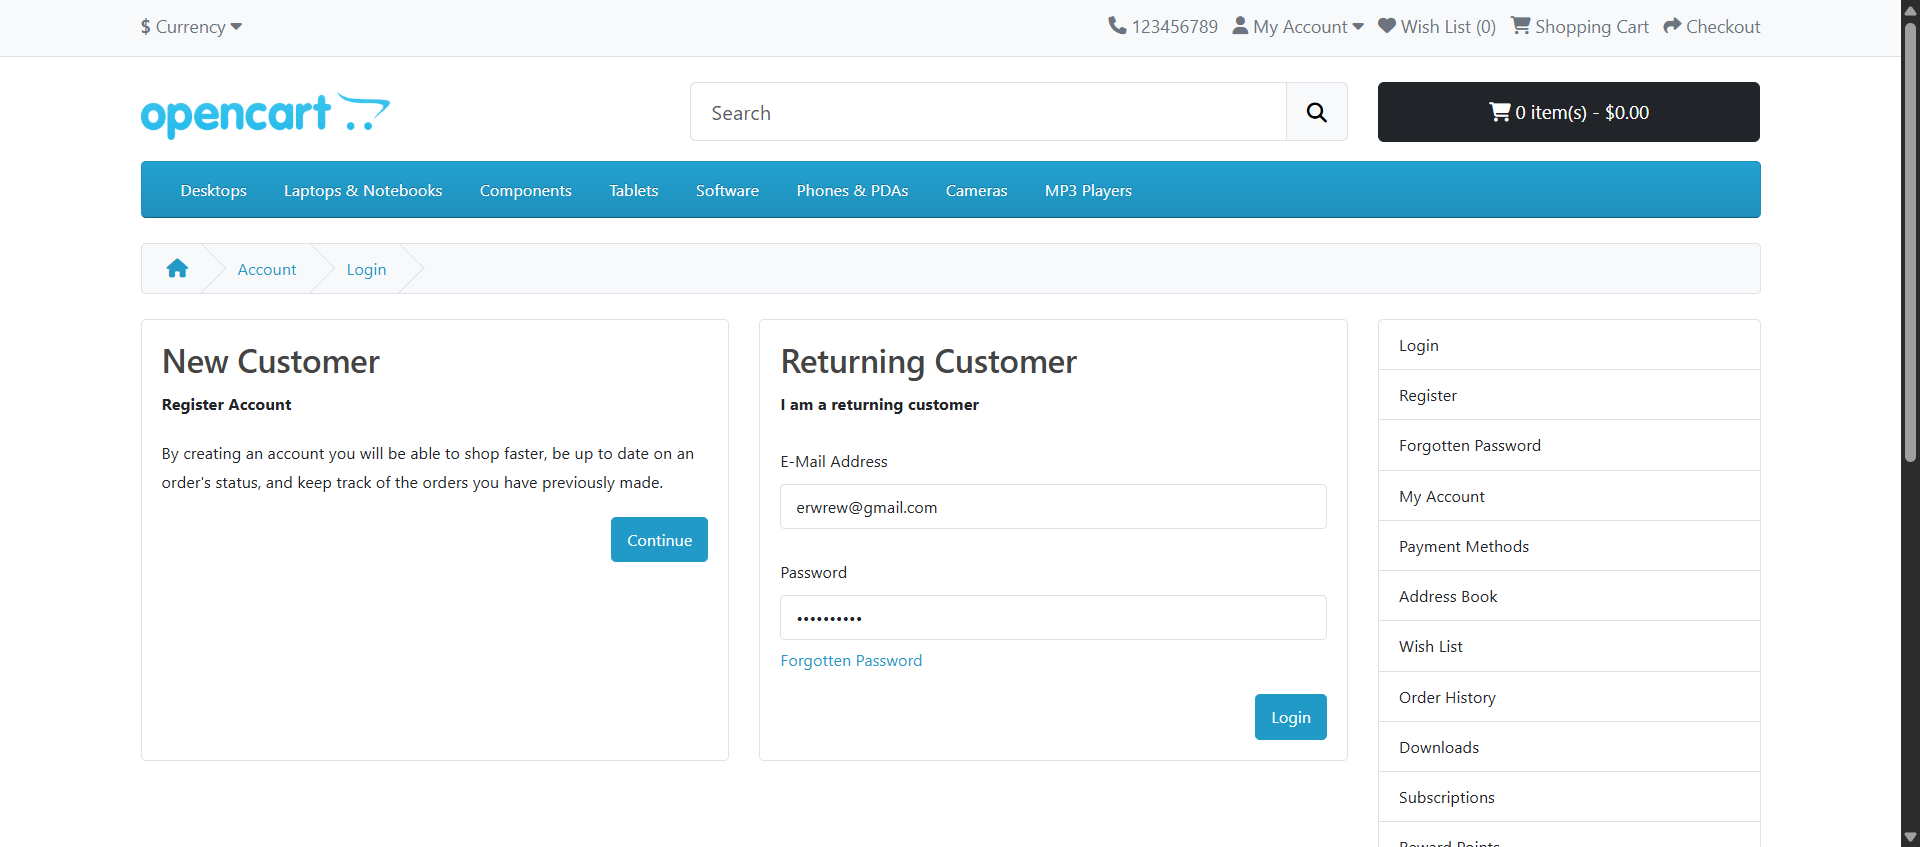 $ Currency
123456789 My Account Wish List (0) Shopping Cart Checkout
opencart
Search
0 item(s) - $0.00
Desktops Laptops & Notebooks Components Tablets Software Phones & PDAs Cameras MP3 Players
Account Login
New Customer
Register Account
By creating an account you will be able to shop faster, be up to date on an
order's status, and keep track of the orders you have previously made.
Continue
Returning Customer
I am a returning customer
E-Mail Address
erwrew@gmail.com
Password
••••••••••
Forgotten Password
Login
Login
Register
Forgotten Password
My Account
Payment Methods
Address Book
Wish List
Order History
Downloads
Subscriptions
Reward Points